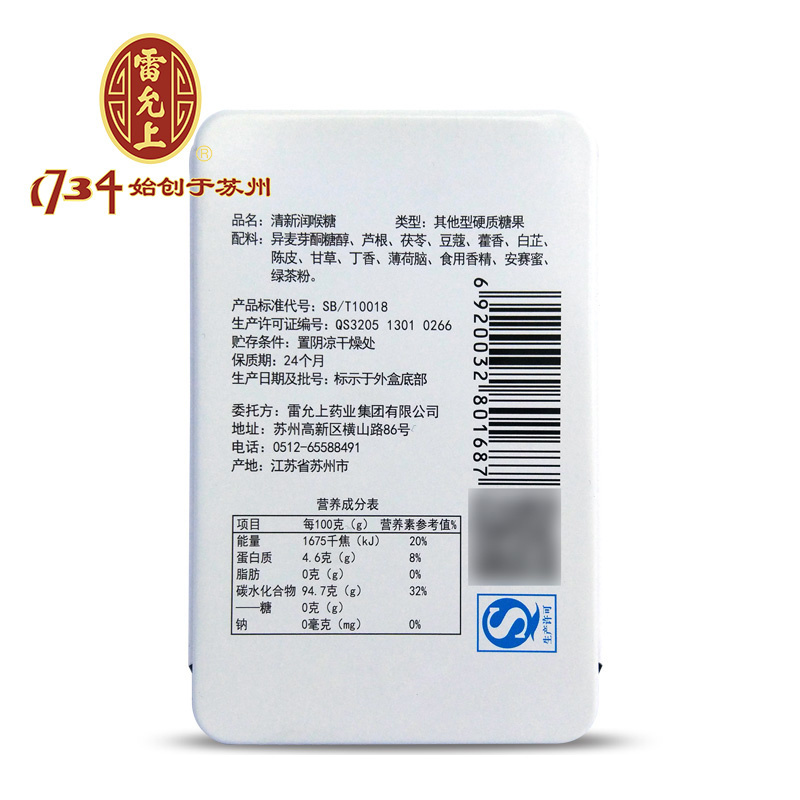 雷允上
®
1734始创于苏州
品名：清新润喉糖 类型：其他型硬质糖果
配料：异麦芽酮糖醇、芦根、茯苓、豆蔻、藿香、白芷、
陈皮、甘草、丁香、薄荷脑、食用香精、安赛蜜、
绿茶粉。
产品标准代号：SB/T10018
生产许可证编号：QS3205 1301 0266
贮存条件：置阴凉干燥处
保质期：24个月
生产日期及批号：标示于外盒底部
委托方：雷允上药业集团有限公司
地址：苏州高新区横山路86号
电话：0512-65588491
产地：江苏省苏州市
6 920032 801687
营养成分表
项目 每100克（g） 营养素参考值%
能量 1675千焦（kJ） 20%
蛋白质 4.6克（g） 8%
脂肪 0克（g） 0%
碳水化合物 94.7克（g） 32%
——糖 0克（g）
钠 0毫克（mg） 0%
生产许可